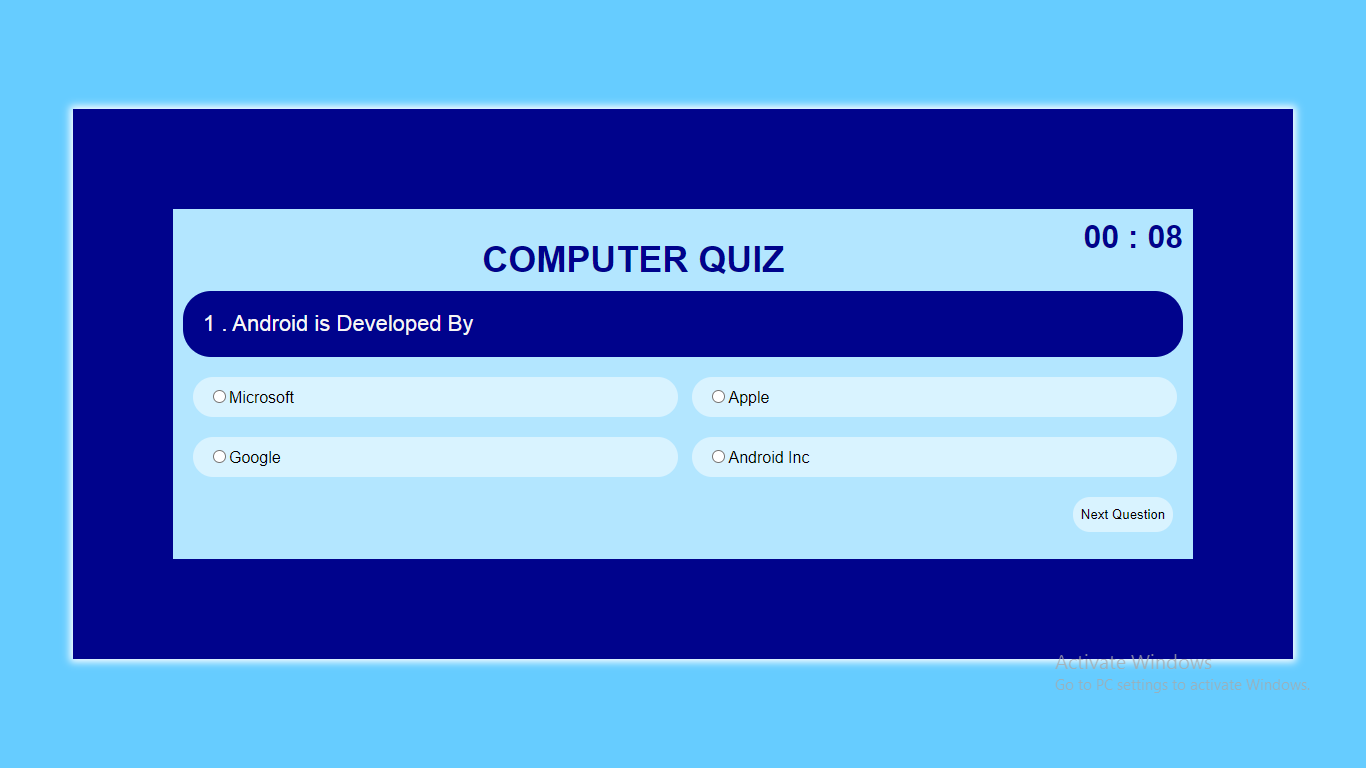 00 : 08
COMPUTER QUIZ
1 . Android is Developed By
Microsoft
Apple
Google
Android Inc
Next Question
Activate Windows
Go to PC settings to activate Windows.